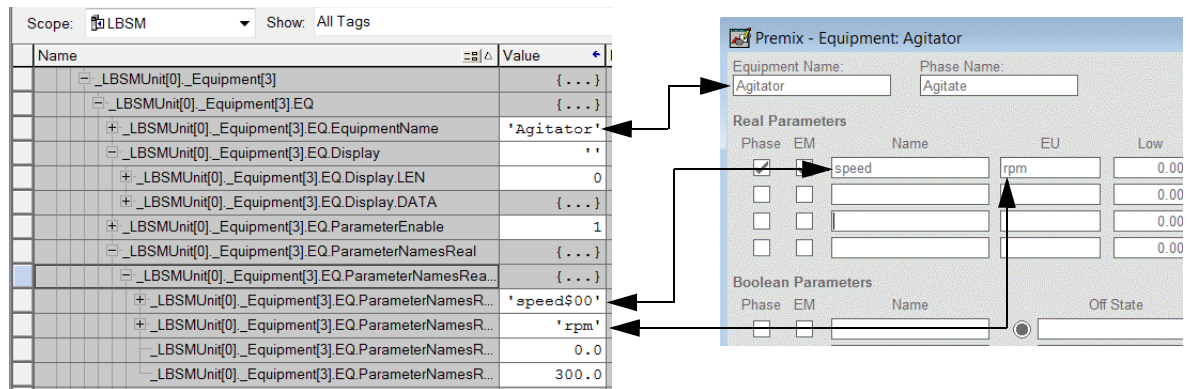 Scope: LBSM Show: All Tags
Name Value
_LBSMUnit[0]._Equipment[3] {...}
_LBSMUnit[0]._Equipment[3].EQ {...}
_LBSMUnit[0]._Equipment[3].EQ.EquipmentName 'Agitator'
_LBSMUnit[0]._Equipment[3].EQ.Display ''
_LBSMUnit[0]._Equipment[3].EQ.Display.LEN 0
_LBSMUnit[0]._Equipment[3].EQ.Display.DATA {...}
_LBSMUnit[0]._Equipment[3].EQ.ParameterEnable 1
_LBSMUnit[0]._Equipment[3].EQ.ParameterNamesReal {...}
_LBSMUnit[0]._Equipment[3].EQ.ParameterNamesRea... {...}
_LBSMUnit[0]._Equipment[3].EQ.ParameterNamesR... 'speed$00'
_LBSMUnit[0]._Equipment[3].EQ.ParameterNamesR... 'rpm'
_LBSMUnit[0]._Equipment[3].EQ.ParameterNamesR... 0.0
_LBSMUnit[0]._Equipment[3].EQ.ParameterNamesR... 300.0
Premix - Equipment: Agitator
Equipment Name: Phase Name:
Agitator Agitate
Real Parameters
Phase EM Name EU Low
speed rpm 0.00
0.00
0.00
0.00
Boolean Parameters
Phase EM Name Off State